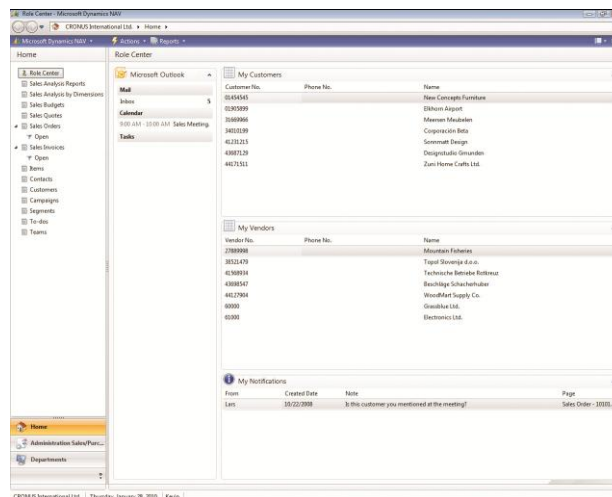 Role Center - Microsoft Dynamics NAV
CRONUS International Ltd. Home
Microsoft Dynamics NAV Actions Reports
Home
Role Center
Role Center
Sales Analysis Reports
Sales Analysis by Dimensions
Sales Budgets
Sales Quotes
Sales Orders
Open
Sales Invoices
Open
Items
Contacts
Customers
Campaigns
Segments
To-dos
Teams
Home
Administration Sales/Purc...
Departments
Microsoft Outlook
Mail
Inbox 5
Calendar
9:00 AM - 10:00 AM Sales Meeting
Tasks
My Customers
Customer No. Phone No. Name
01454545 New Concepts Furniture
01905899 Elkhorn Airport
31669966 Meersen Meubelen
34010199 Corporación Beta
41231215 Sonnmatt Design
43687129 Designstudio Gmunden
44171511 Zuni Home Crafts Ltd.
My Vendors
Vendor No. Phone No. Name
27889998 Mountain Fisheries
38521479 Topol Slovenija d.o.o.
41568934 Technische Betriebe Rotkreuz
43698547 Beschläge Schacherhuber
44127904 WoodMart Supply Co.
60000 Grassblue Ltd.
61000 Electronics Ltd.
My Notifications
From Created Date Note Page
Lars 10/22/2008 Is this customer you mentioned at the meeting? Sales Order - 10101
CRONUS International Ltd. Thursday, January 28, 2010 Kevin